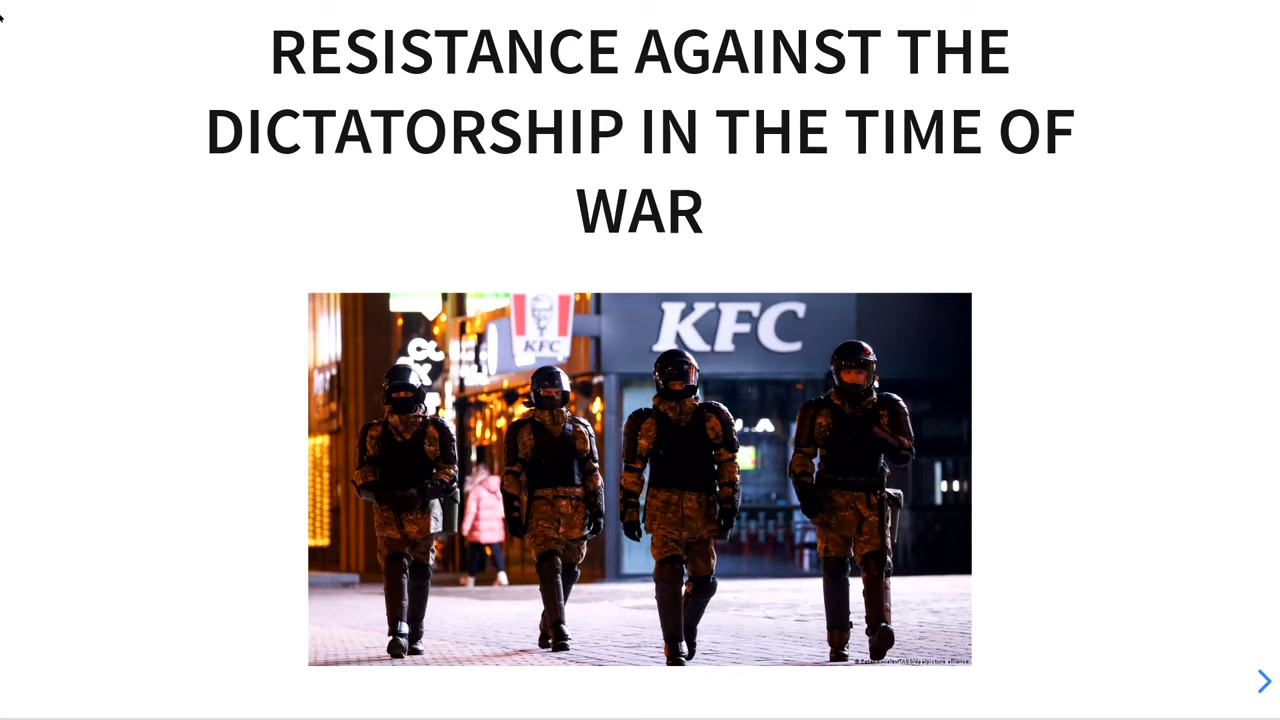 RESISTANCE AGAINST THE
DICTATORSHIP IN THE TIME OF
WAR
KFC
KFC